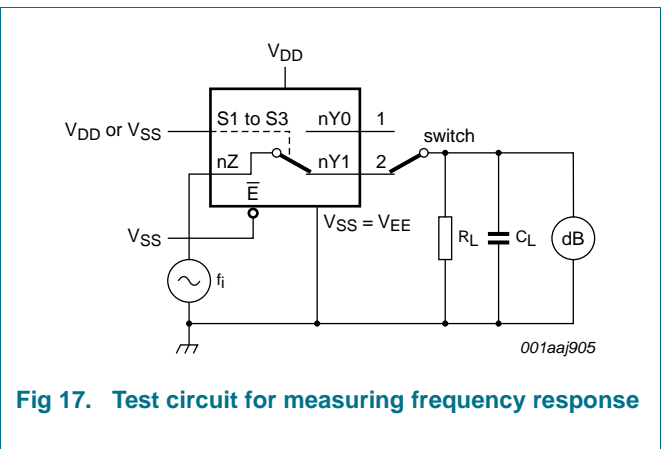 VDD
S1 to S3
nY0
1
VDD or VSS
switch
nZ
nY1
2
E
VSS = VEE
VSS
RL
CL
dB
fi
001aaj905
Fig 17. Test circuit for measuring frequency response